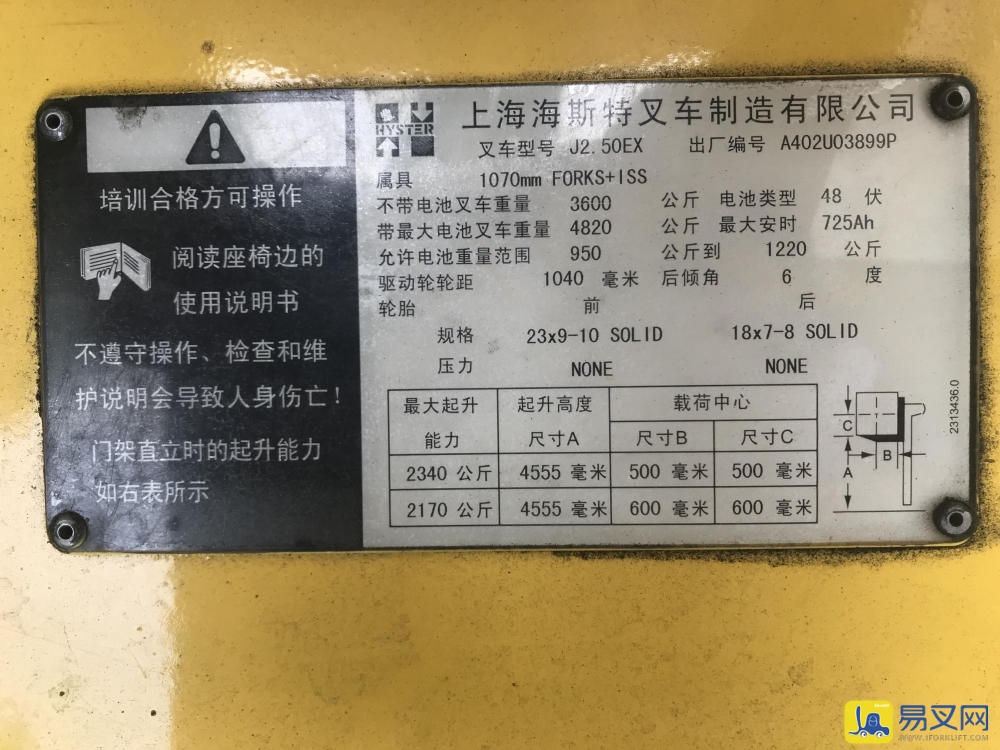 培训合格方可操作
阅读座椅边的
使用说明书
不遵守操作、检查和维
护说明会导致人身伤亡!
门架直立时的起升能力
如右表所示
HYSTER
上海海斯特叉车制造有限公司
叉车型号 J2.50EX 出厂编号 A402U03899P
属具 1070mm FORKS+ISS
不带电池叉车重量 3600 公斤 电池类型 48 伏
带最大电池叉车重量 4820 公斤 最大安时 725Ah
允许电池重量范围 950 公斤到 1220 公斤
驱动轮轮距 1040 毫米 后倾角 6 度
轮胎 前 后
规格 23x9-10 SOLID 18x7-8 SOLID
压力 NONE NONE
最大起升 起升高度 载荷中心
能力 尺寸A 尺寸B 尺寸C
2340 公斤 4555 毫米 500 毫米 500 毫米
2170 公斤 4555 毫米 600 毫米 600 毫米
C
B
A
2313436.0
易叉网
WWW.IFORKLIFT.COM